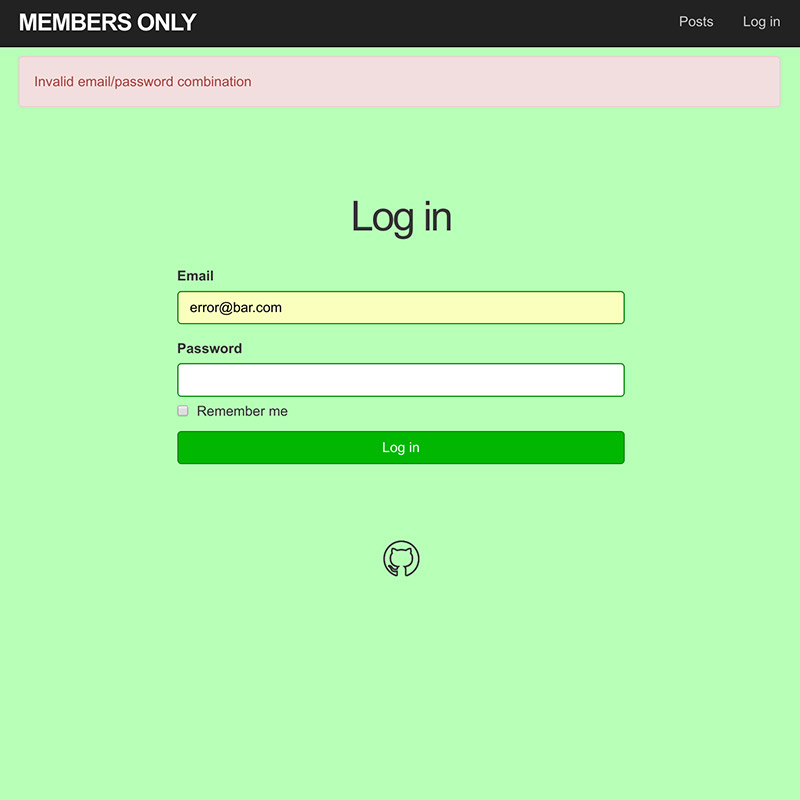 MEMBERS ONLY
Posts
Log in
Invalid email/password combination
Log in
Email
error@bar.com
Password
Remember me
Log in